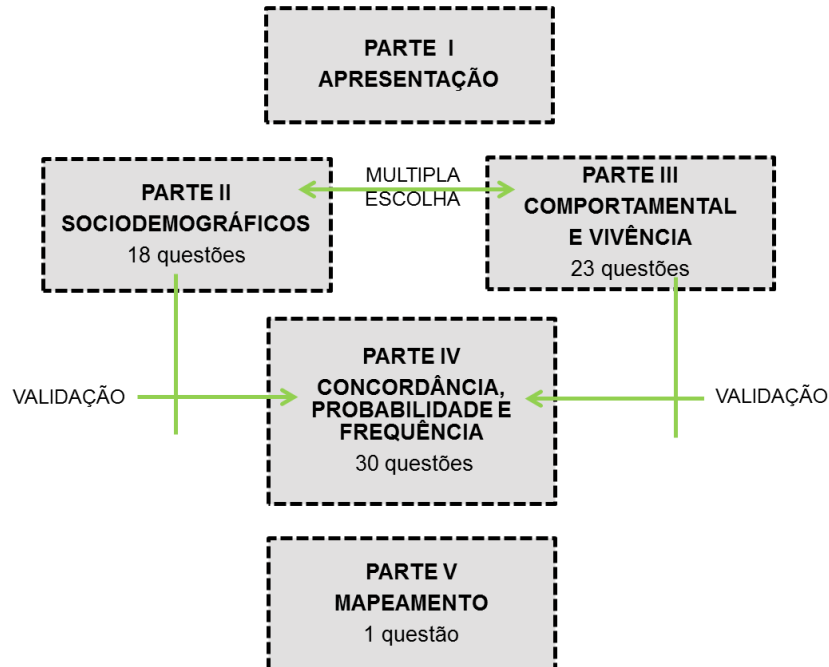 PARTE I
APRESENTAÇÃO
PARTE II
SOCIODEMOGRÁFICOS
18 questões
MULTIPLA
ESCOLHA
PARTE III
COMPORTAMENTAL
E VIVÊNCIA
23 questões
VALIDAÇÃO
PARTE IV
CONCORDÂNCIA,
PROBABILIDADE E
FREQUÊNCIA
30 questões
VALIDAÇÃO
PARTE V
MAPEAMENTO
1 questão